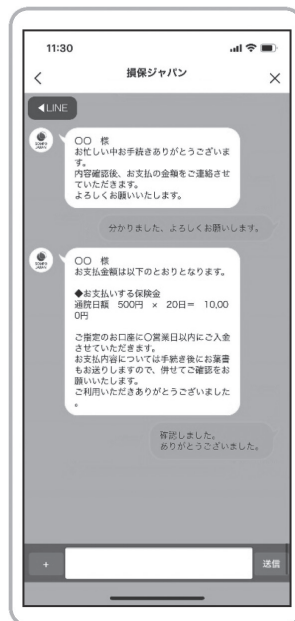 11:30
損保ジャパン
◀LINE
SOMPO
JAPAN
〇〇 様
お忙しい中お手続きありがとうございま
す。
内容確認後、お支払の金額をご連絡させ
ていただきます。
よろしくお願いいたします。
分かりました、よろしくお願いします。
SOMPO
JAPAN
〇〇 様
お支払金額は以下のとおりとなります。
◆お支払いする保険金
通院日額 500円 × 20日= 10,00
0円
ご指定のお口座に〇営業日以内にご入金
させていただきます。
お支払内容については手続き後にお葉書
もお送りしますので、併せてご確認をお
願いいたします。
ご利用いただきありがとうございました
。
確認しました。
ありがとうございました。
+
送信